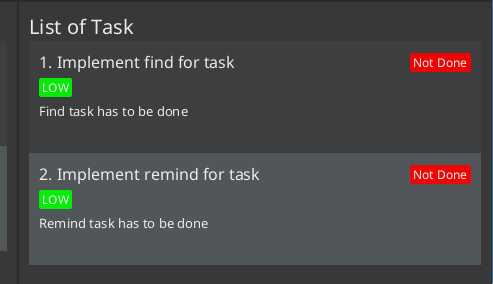 List of Task
1. Implement find for task
Not Done
LOW
Find task has to be done
2. Implement remind for task
Not Done
LOW
Remind task has to be done